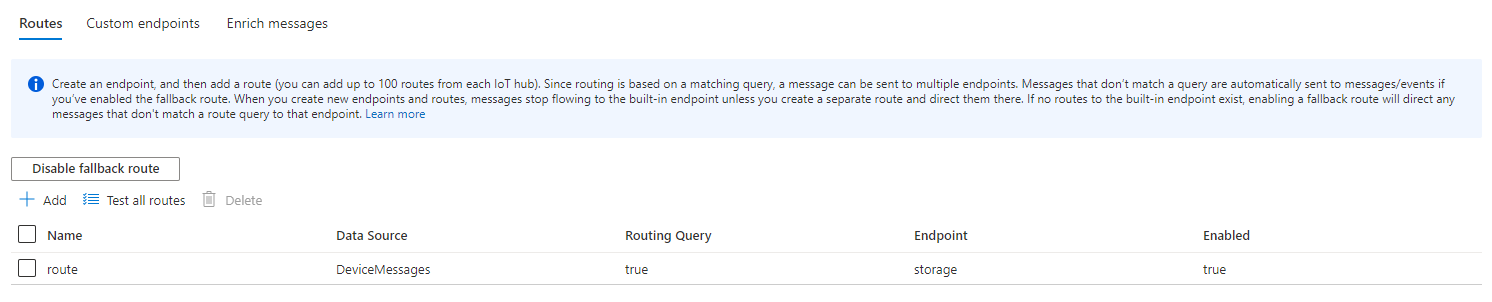 Routes Custom endpoints Enrich messages
Create an endpoint, and then add a route (you can add up to 100 routes from each IoT hub). Since routing is based on a matching query, a message can be sent to multiple endpoints. Messages that don't match a query are automatically sent to messages/events if
you've enabled the fallback route. When you create new endpoints and routes, messages stop flowing to the built-in endpoint unless you create a separate route and direct them there. If no routes to the built-in endpoint exist, enabling a fallback route will direct any
messages that don't match a route query to that endpoint. Learn more
Disable fallback route
Add Test all routes Delete
Name Data Source Routing Query Endpoint Enabled
route DeviceMessages true storage true